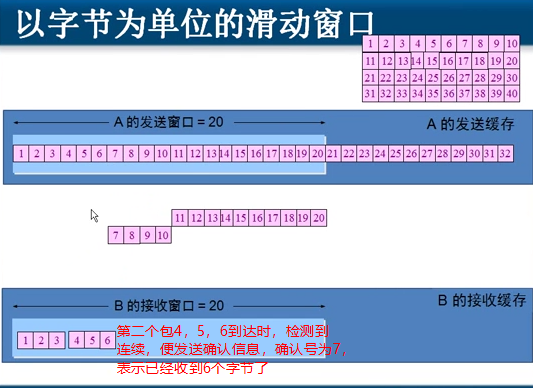 以字节为单位的滑动窗口
1 2 3 4 5 6 7 8 9 10
11 12 13 14 15 16 17 18 19 20
21 22 23 24 25 26 27 28 29 30
31 32 33 34 35 36 37 38 39 40
A 的发送窗口 = 20
A 的发送缓存
1 2 3 4 5 6 7 8 9 10 11 12 13 14 15 16 17 18 19 20 21 22 23 24 25 26 27 28 29 30 31 32
11 12 13 14 15 16 17 18 19 20
7 8 9 10
B 的接收窗口 = 20
B 的接收缓存
1 2 3 4 5 6
第二个包4，5，6到达时，检测到
连续，便发送确认信息，确认号为7，
表示已经收到6个字节了